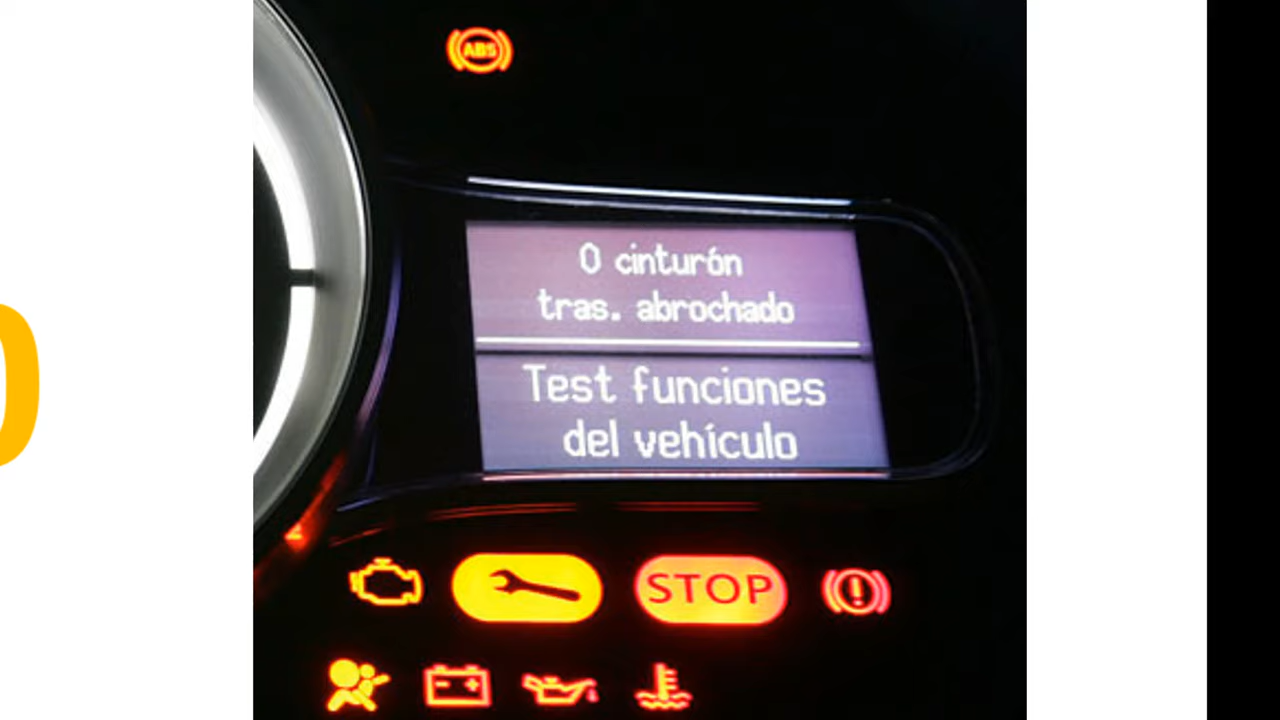 ABS
0 cinturón
tras. abrochado
Test funciones
del vehículo
STOP